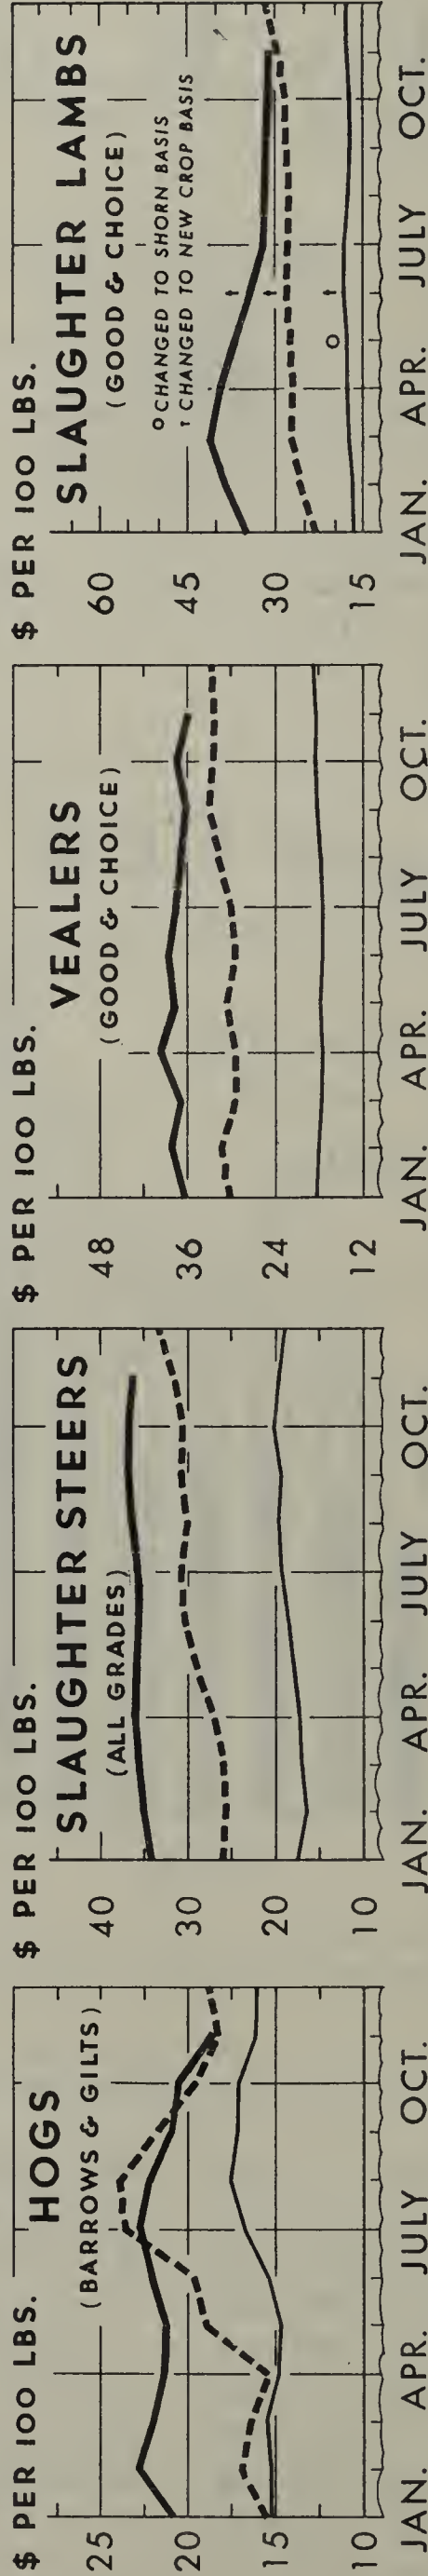 $ PER 100 LBS.
HOGS
(BARROWS & GILTS)
25
20
15
10
JAN. APR. JULY OCT.
$ PER 100 LBS.
SLAUGHTER STEERS
(ALL GRADES)
40
30
20
10
JAN. APR. JULY OCT.
$ PER 100 LBS.
VEALERS
(GOOD & CHOICE)
48
36
24
12
JAN. APR. JULY OCT.
$ PER 100 LBS.
SLAUGHTER LAMBS
(GOOD & CHOICE)
O CHANGED TO SHORN BASIS
† CHANGED TO NEW CROP BASIS
60
45
30
15
†
†
†
O
JAN. APR. JULY OCT.